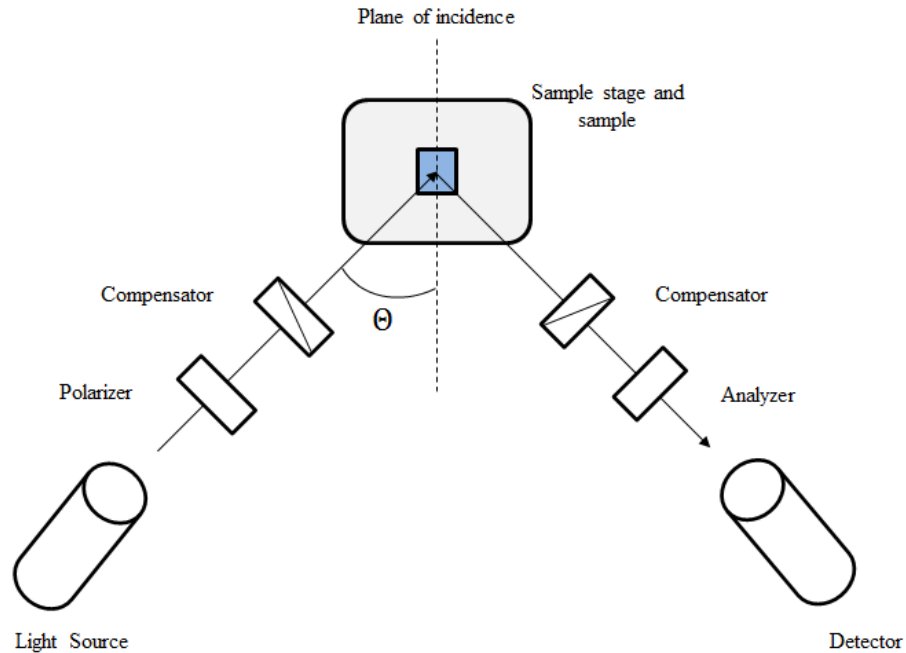 Plane of incidence
Sample stage and
sample
Compensator
Compensator
Θ
Polarizer
Analyzer
Light Source
Detector